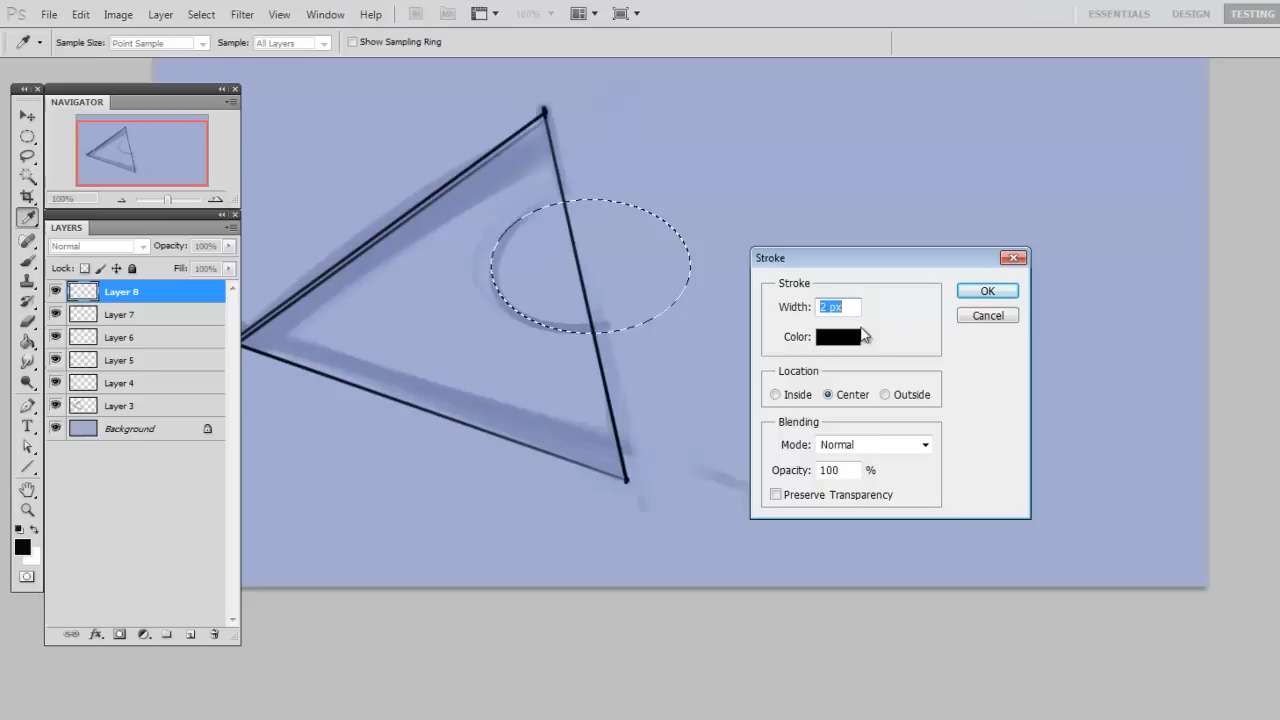 Ps File Edit Image Layer Select Filter View Window Help Br Mb 100% ESSENTIALS DESIGN TESTING
Sample Size: Point Sample Sample: All Layers Show Sampling Ring
NAVIGATOR
100%
LAYERS
Normal Opacity: 100%
Lock: Fill: 100%
Layer 8
Layer 7
Layer 6
Layer 5
Layer 4
Layer 3
Background
Stroke
Stroke
Width: 2 px
Color:
OK
Cancel
Location
Inside Center Outside
Blending
Mode: Normal
Opacity: 100 %
Preserve Transparency